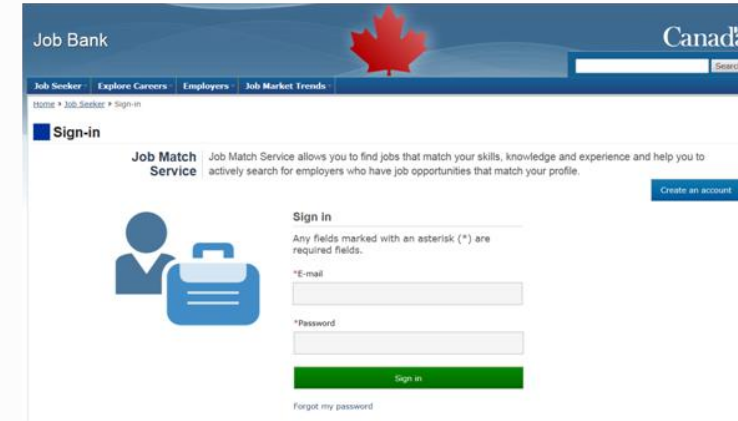 Job Bank
Canad
Search
Job Seeker Explore Careers Employers Job Market Trends
Home Job Seeker Sign-in
Sign-in
Job Match
Service
Job Match Service allows you to find jobs that match your skills, knowledge and experience and help you to
actively search for employers who have job opportunities that match your profile.
Create an account
Sign in
Any fields marked with an asterisk (*) are
required fields.
*E-mail
*Password
Sign in
Forgot my password